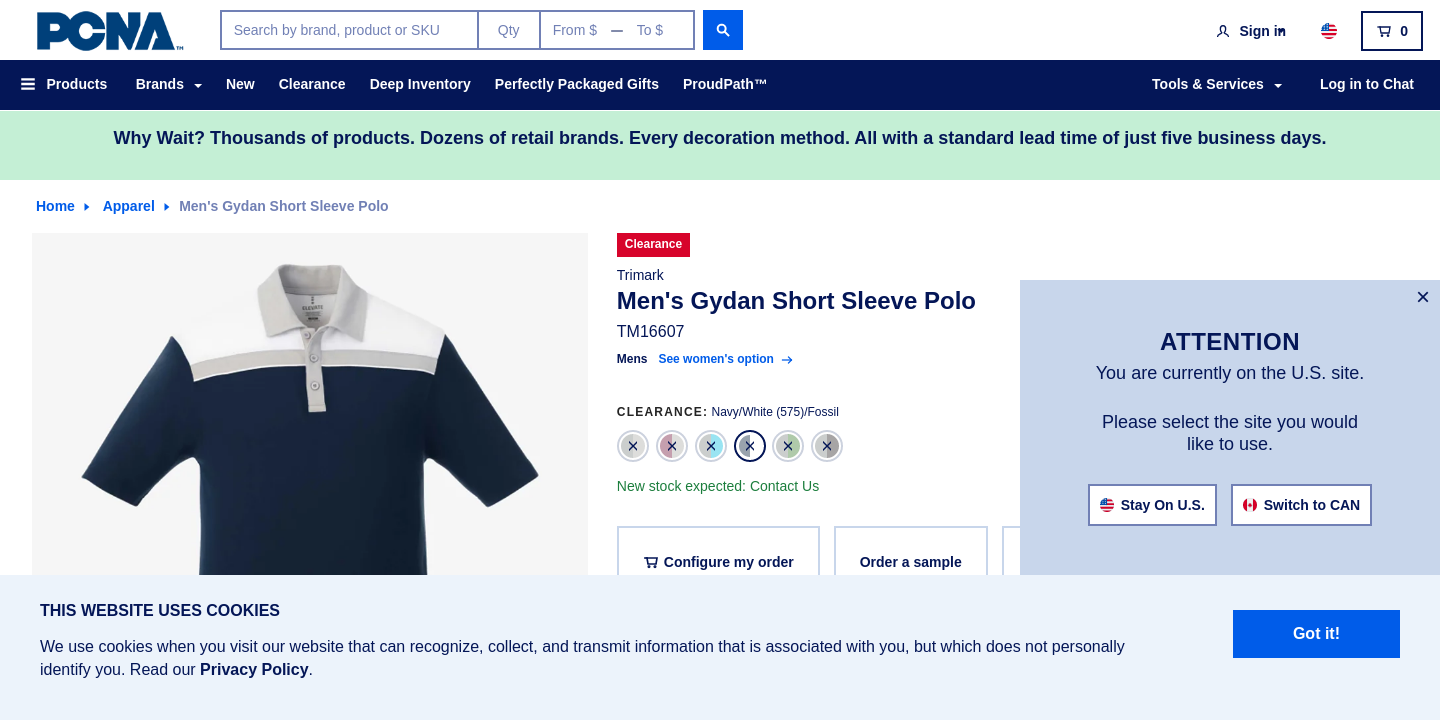 PCNA™
Search by brand, product or SKU
Qty
From $ — To $
Sign in
0
Products
Brands
New
Clearance
Deep Inventory
Perfectly Packaged Gifts
ProudPath™
Tools & Services
Log in to Chat
Why Wait? Thousands of products. Dozens of retail brands. Every decoration method. All with a standard lead time of just five business days.
Home
Apparel
Men's Gydan Short Sleeve Polo
ELEVATE
Clearance
Trimark
Men's Gydan Short Sleeve Polo
TM16607
Mens See women's option
CLEARANCE: Navy/White (575)/Fossil
New stock expected: Contact Us
Configure my order
Order a sample
ATTENTION
You are currently on the U.S. site.
Please select the site you would
like to use.
Stay On U.S.
Switch to CAN
THIS WEBSITE USES COOKIES
We use cookies when you visit our website that can recognize, collect, and transmit information that is associated with you, but which does not personally
identify you. Read our Privacy Policy.
Got it!